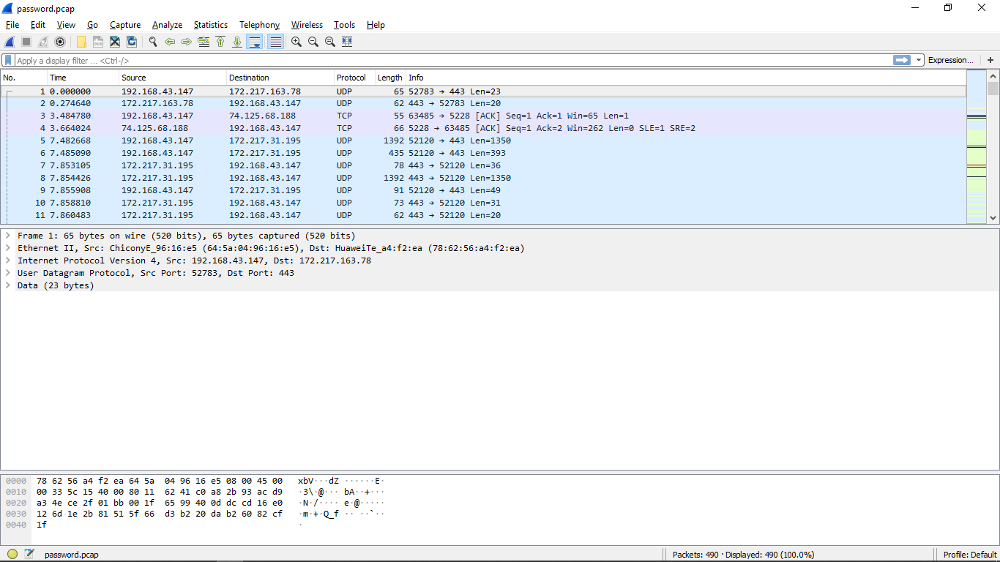 password.pcap
File Edit View Go Capture Analyze Statistics Telephony Wireless Tools Help
Apply a display filter ... <Ctrl-/> Expression... +
No. Time Source Destination Protocol Length Info
1 0.000000 192.168.43.147 172.217.163.78 UDP 65 52783 → 443 Len=23
2 0.274640 172.217.163.78 192.168.43.147 UDP 62 443 → 52783 Len=20
3 3.484780 192.168.43.147 74.125.68.188 TCP 55 63485 → 5228 [ACK] Seq=1 Ack=1 Win=65 Len=1
4 3.664024 74.125.68.188 192.168.43.147 TCP 66 5228 → 63485 [ACK] Seq=1 Ack=2 Win=262 Len=0 SLE=1 SRE=2
5 7.482668 192.168.43.147 172.217.31.195 UDP 1392 52120 → 443 Len=1350
6 7.485090 192.168.43.147 172.217.31.195 UDP 435 52120 → 443 Len=393
7 7.853105 172.217.31.195 192.168.43.147 UDP 78 443 → 52120 Len=36
8 7.854426 172.217.31.195 192.168.43.147 UDP 1392 443 → 52120 Len=1350
9 7.855908 192.168.43.147 172.217.31.195 UDP 91 52120 → 443 Len=49
10 7.858810 172.217.31.195 192.168.43.147 UDP 73 443 → 52120 Len=31
11 7.860483 172.217.31.195 192.168.43.147 UDP 62 443 → 52120 Len=20
Frame 1: 65 bytes on wire (520 bits), 65 bytes captured (520 bits)
Ethernet II, Src: ChiconyE_96:16:e5 (64:5a:04:96:16:e5), Dst: HuaweiTe_a4:f2:ea (78:62:56:a4:f2:ea)
Internet Protocol Version 4, Src: 192.168.43.147, Dst: 172.217.163.78
User Datagram Protocol, Src Port: 52783, Dst Port: 443
Data (23 bytes)
0000 78 62 56 a4 f2 ea 64 5a 04 96 16 e5 08 00 45 00 xbV···dZ ······E·
0010 00 33 5c 15 40 00 80 11 62 41 c0 a8 2b 93 ac d9 ·3\·@··· bA··+···
0020 a3 4e ce 2f 01 bb 00 1f 65 99 40 0d dc cd 16 e0 ·N·/···· e·@·····
0030 12 6d 1e 2b 81 51 5f 66 d3 b2 20 da b2 60 82 cf ·m·+·Q_f ·· ··`··
0040 1f ·
password.pcap Packets: 490 · Displayed: 490 (100.0%) Profile: Default